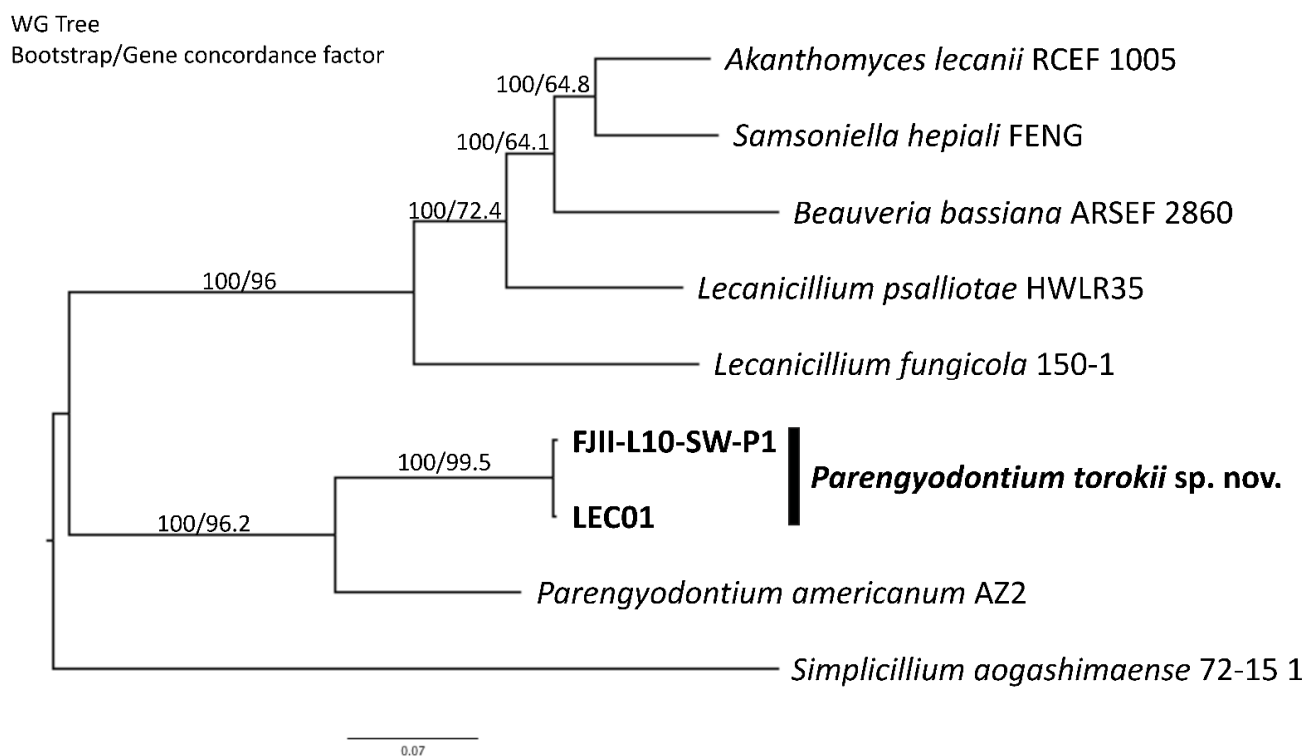 WG Tree
Bootstrap/Gene concordance factor
Akanthomyces lecanii RCEF 1005
100/64.8
Samsoniella hepiali FENG
100/64.1
100/72.4
Beauveria bassiana ARSEF 2860
100/96
Lecanicillium psalliotae HWLR35
Lecanicillium fungicola 150-1
FJII-L10-SW-P1
100/99.5
Parengyodontium torokii sp. nov.
LEC01
100/96.2
Parengyodontium americanum AZ2
Simplicillium aogashimaense 72-15 1
0.07